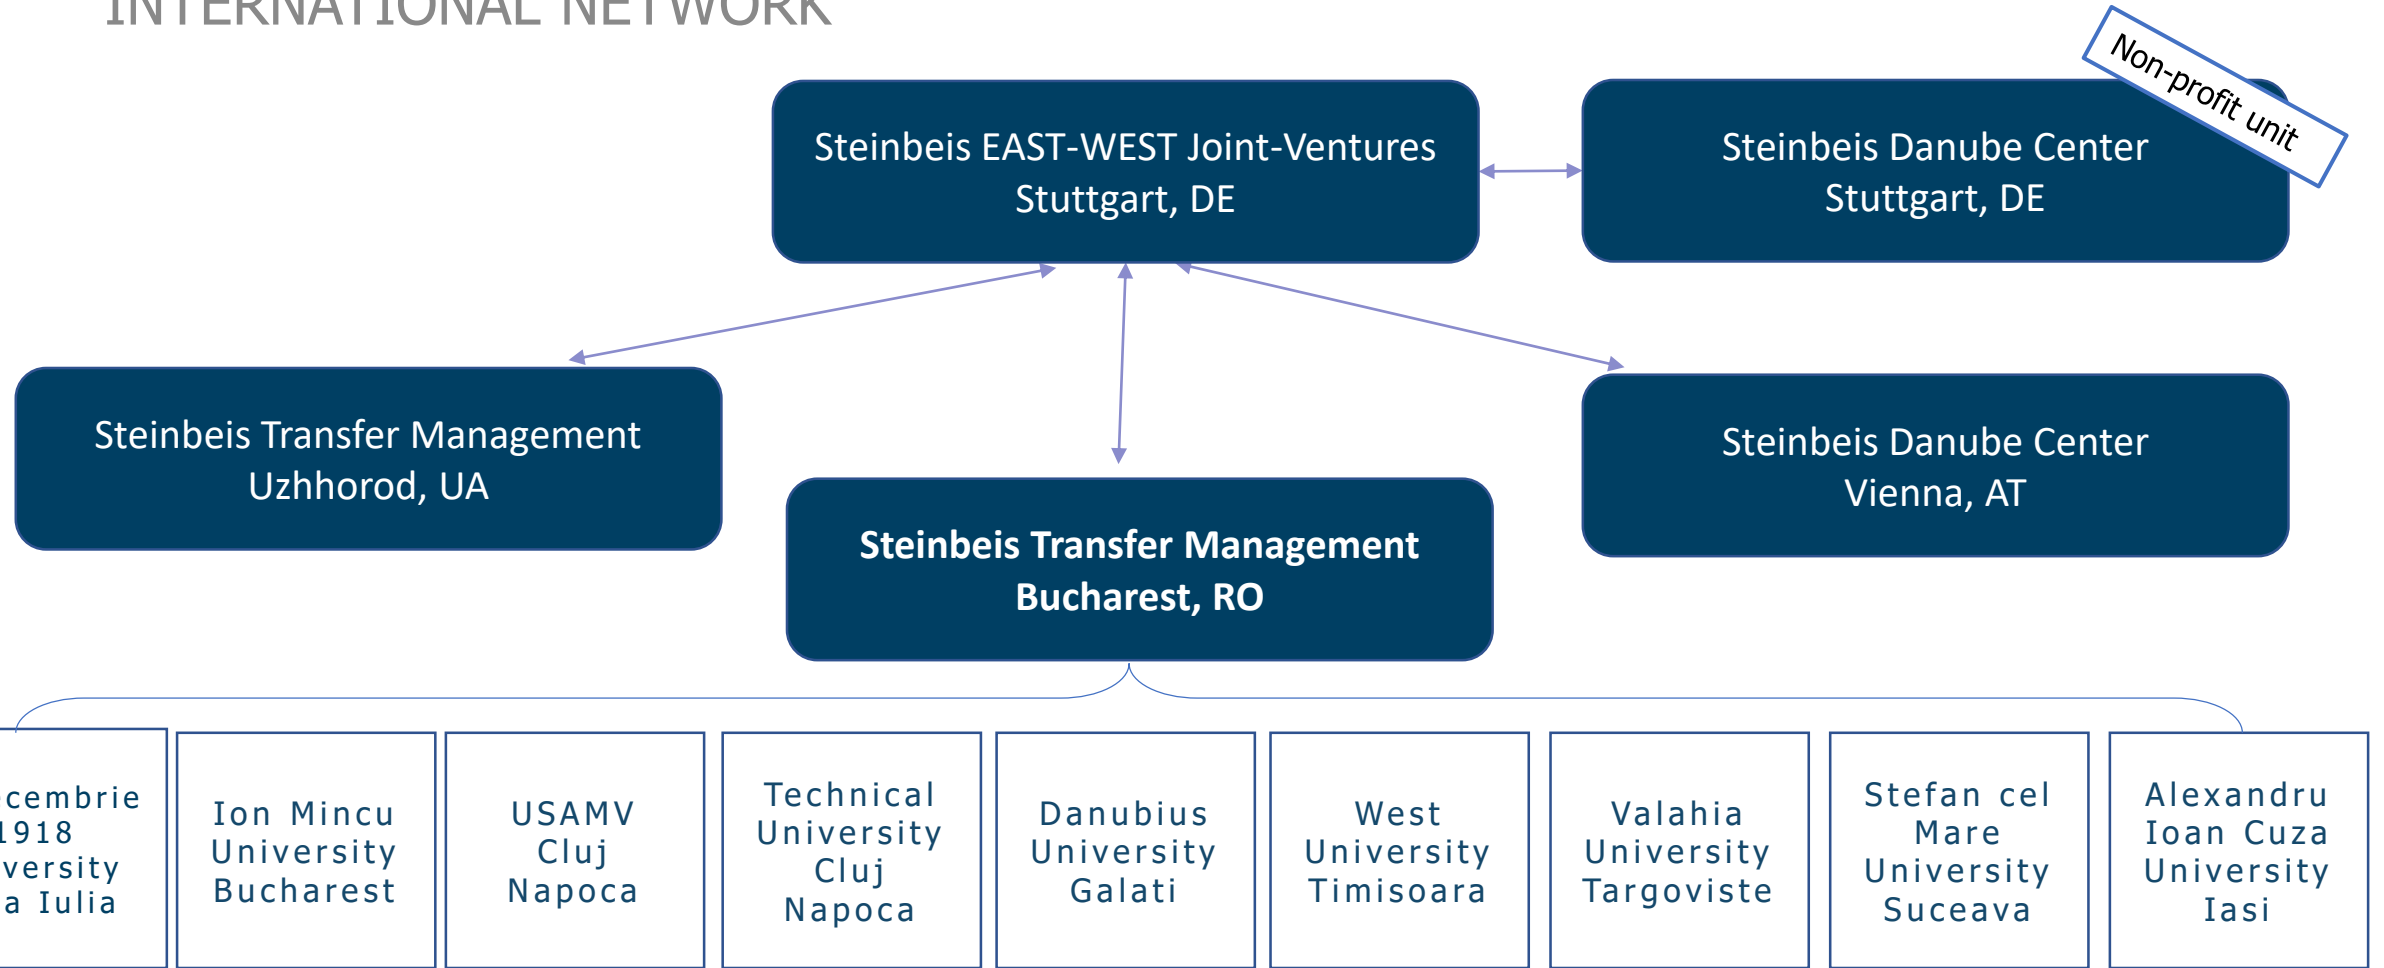 INTERNATIONAL NETWORK
Non-profit unit
Steinbeis EAST-WEST Joint-Ventures
Stuttgart, DE
Steinbeis Danube Center
Stuttgart, DE
Steinbeis Transfer Management
Uzhhorod, UA
Steinbeis Danube Center
Vienna, AT
Steinbeis Transfer Management
Bucharest, RO
1918
Iulia
Ion Mincu
University
Bucharest
USAMV
Cluj
Napoca
Technical
University
Cluj
Napoca
Danubius
University
Galati
West
University
Timisoara
Valahia
University
Targoviste
Stefan cel
Mare
University
Suceava
Alexandru
Ioan Cuza
University
Iasi